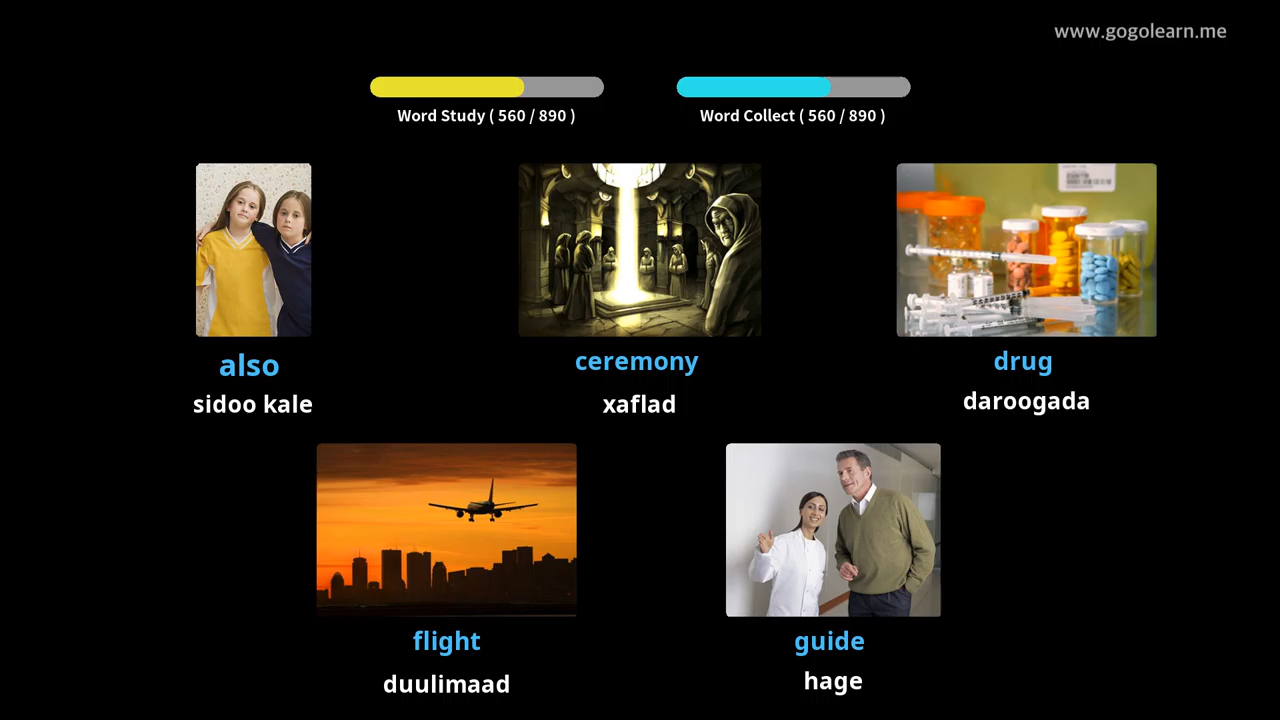 www.gogolearn.me
Word Study ( 560 / 890 )
Word Collect ( 560 / 890 )
also
sidoo kale
ceremony
xaflad
drug
daroogada
flight
duulimaad
guide
hage